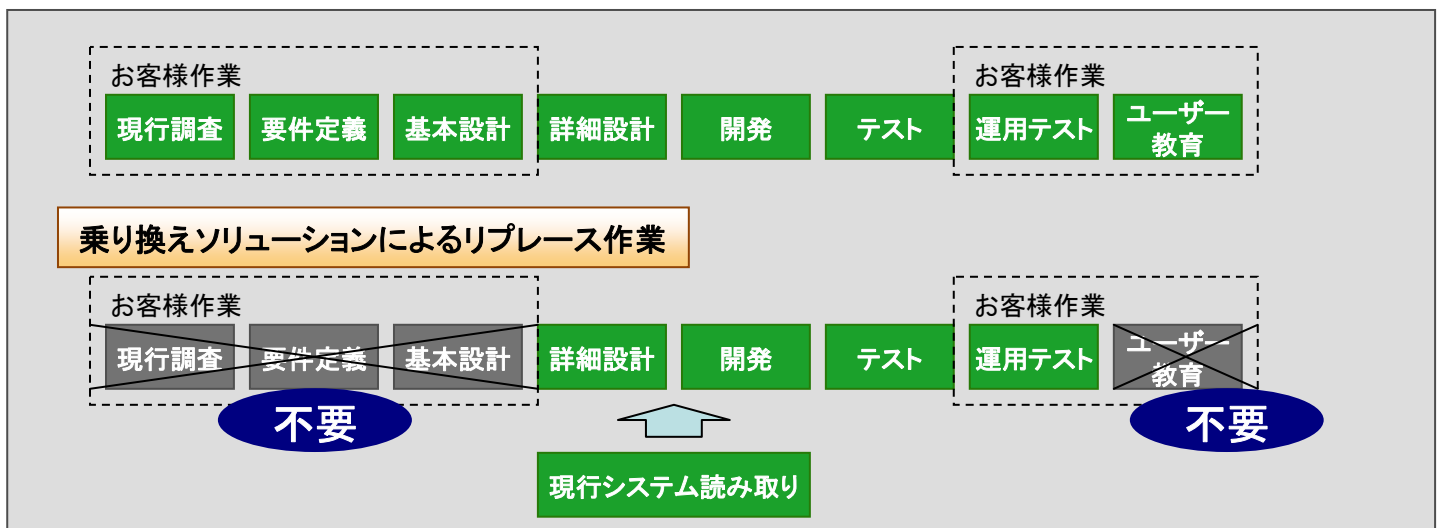 お客様作業
お客様作業
現行調査 要件定義 基本設計 詳細設計 開発 テスト 運用テスト ユーザー
教育
乗り換えソリューションによるリプレース作業
お客様作業
お客様作業
現行調査 要件定義 基本設計 詳細設計 開発 テスト 運用テスト ユーザー
教育
不要
不要
現行システム読み取り